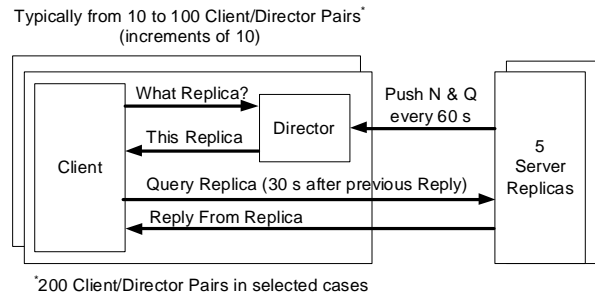 Typically from 10 to 100 Client/Director Pairs*
(increments of 10)
What Replica?
Director
This Replica
Client
Query Replica (30 s after previous Reply)
Reply From Replica
Push N & Q
every 60 s
5
Server
Replicas
*200 Client/Director Pairs in selected cases